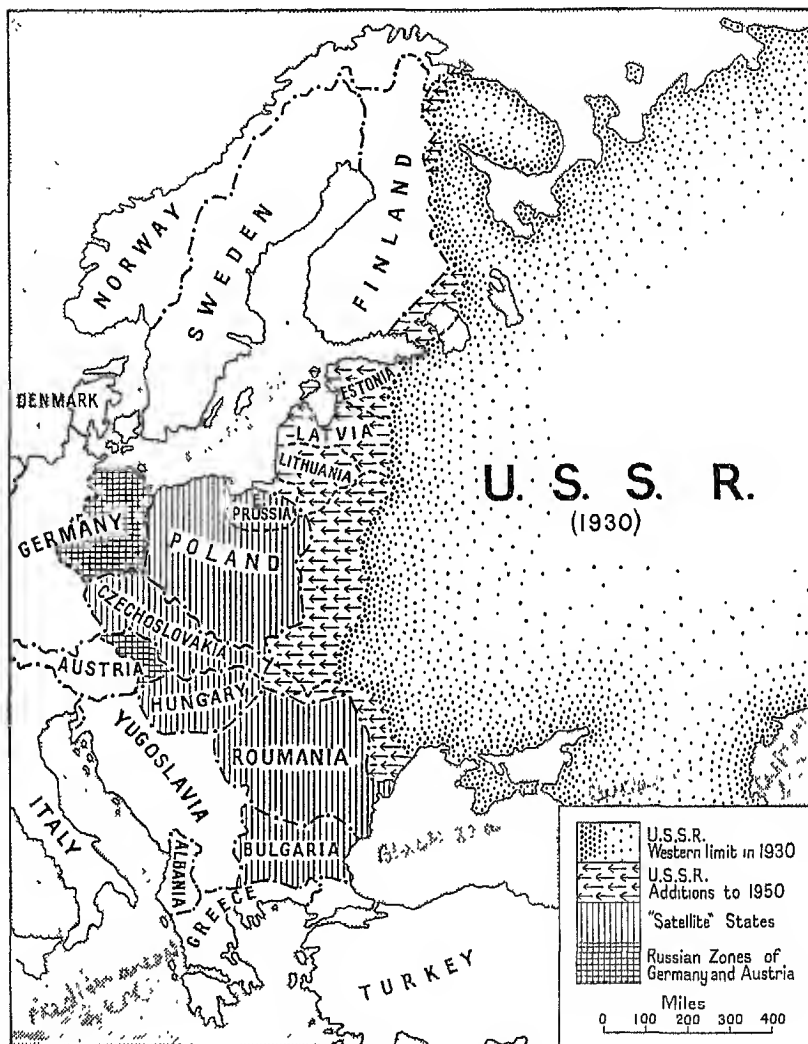 NORWAY
SWEDEN
FINLAND
DENMARK
ESTONIA
LATVIA
LITHUANIA
U. S. S. R.
(1930)
E.
PRUSSIA
GERMANY
POLAND
CZECHOSLOVAKIA
AUSTRIA
HUNGARY
YUGOSLAVIA
ROUMANIA
ITALY
BULGARIA
Black Sea
ALBANIA
GREECE
TURKEY
U.S.S.R.
Western limit in 1930
U.S.S.R.
Additions to 1950
"Satellite" States
Russian Zones of
Germany and Austria
Miles
0 100 200 300 400